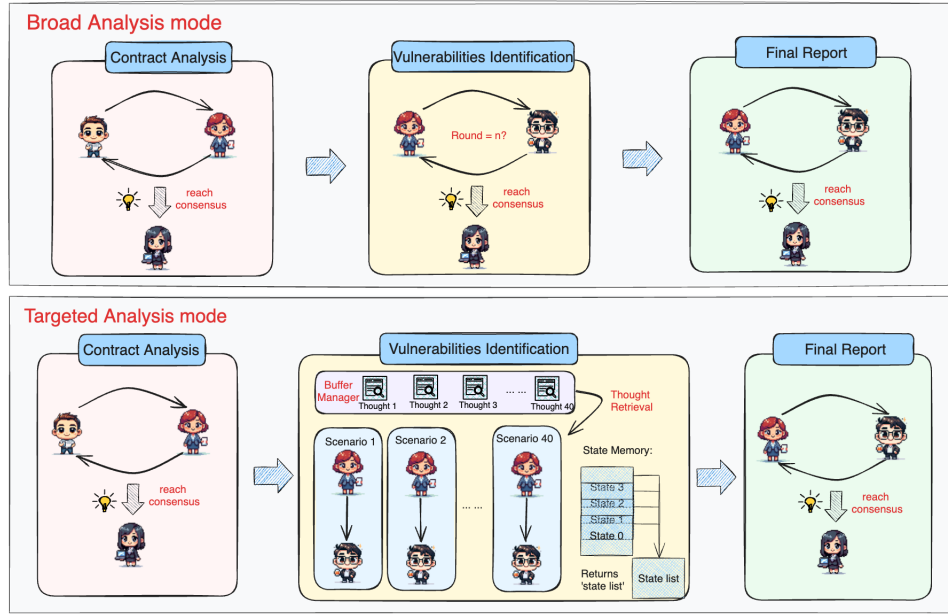 Broad Analysis mode
Contract Analysis
reach
consensus
Vulnerabilities Identification
Round = n?
reach
consensus
Final Report
reach
consensus
Targeted Analysis mode
Contract Analysis
reach
consensus
Vulnerabilities Identification
Buffer
Manager
Thought 1
Thought 2
Thought 3
... ...
Thought 40
Thought
Retrieval
Scenario 1
Scenario 2
... ...
Scenario 40
State Memory:
State 3
State 2
State 1
State 0
Returns
'state list'
State list
Final Report
reach
consensus